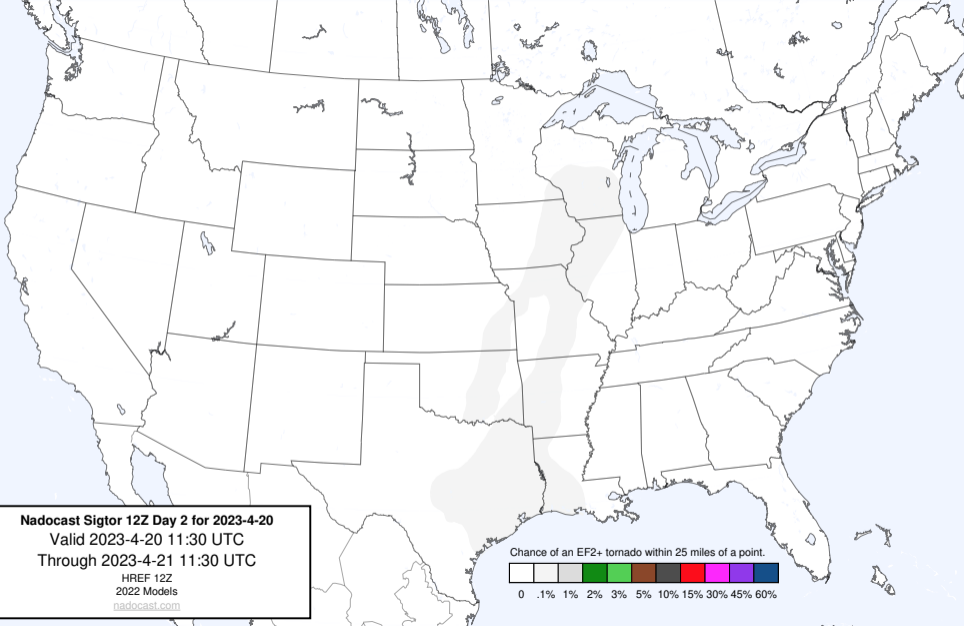 Nadocast Sigtor 12Z Day 2 for 2023-4-20
Valid 2023-4-20 11:30 UTC
Through 2023-4-21 11:30 UTC
HREF 12Z
2022 Models
nadocast.com
Chance of an EF2+ tornado within 25 miles of a point.
0 .1% 1% 2% 3% 5% 10% 15% 30% 45% 60%